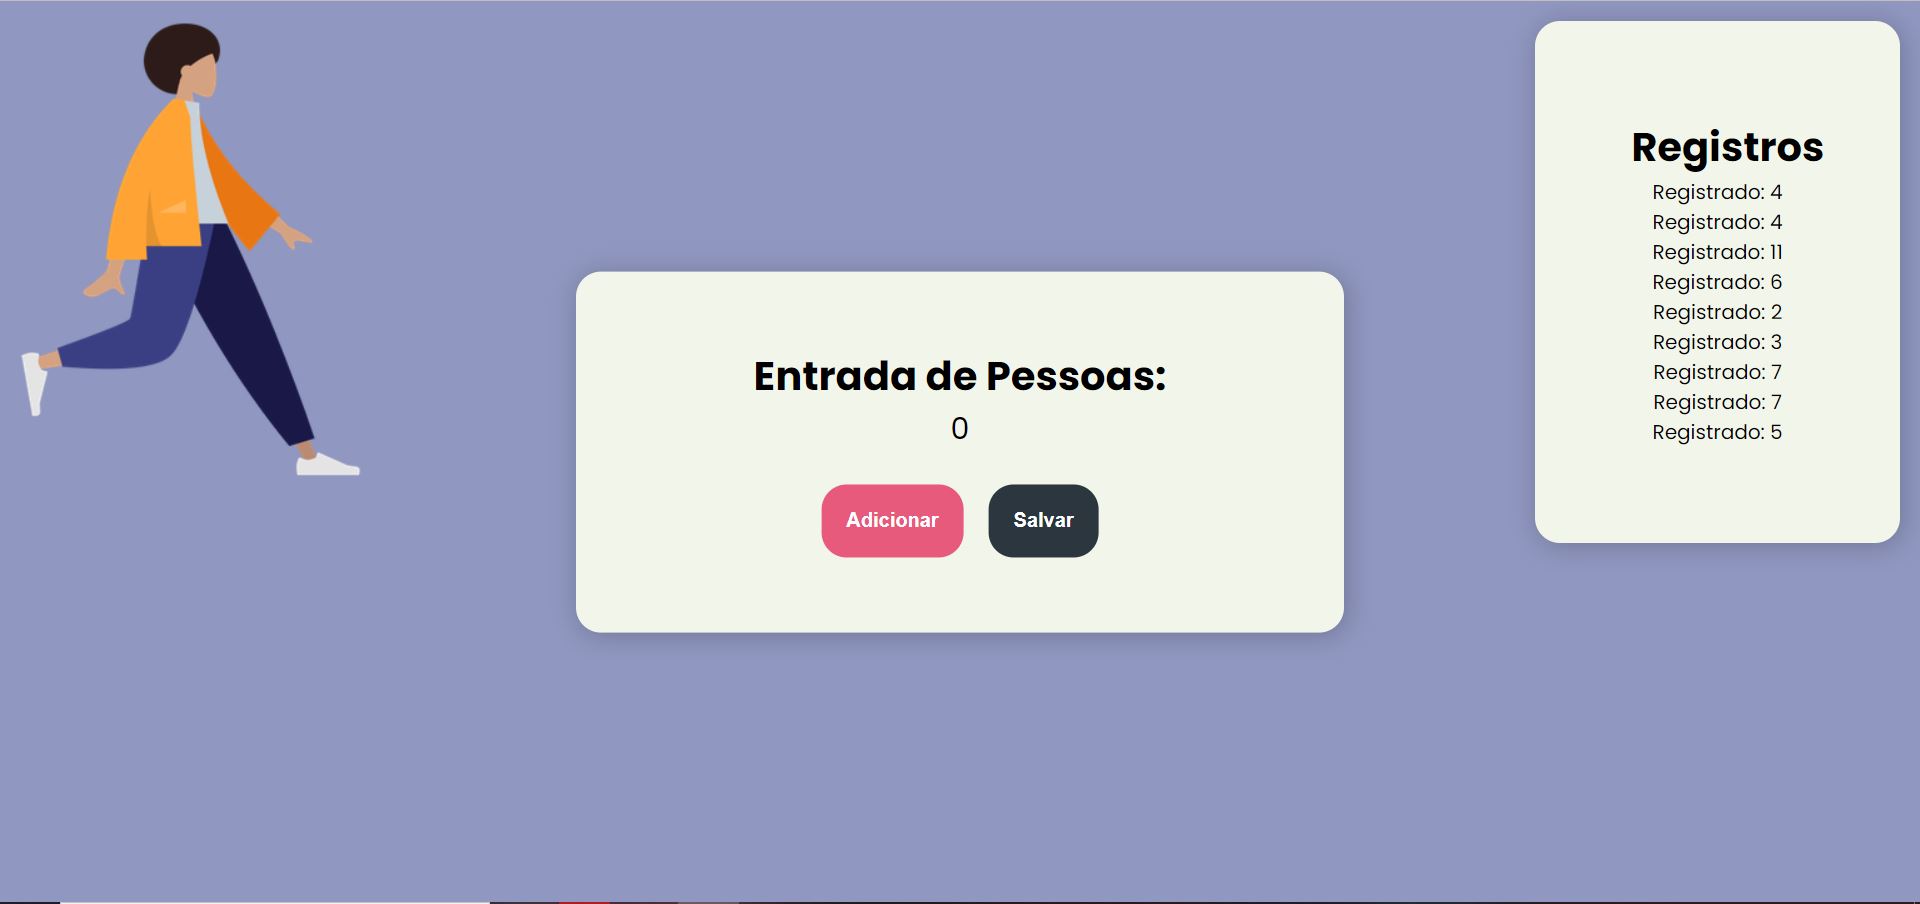 Entrada de Pessoas:
0
Adicionar
Salvar
Registros
Registrado: 4
Registrado: 4
Registrado: 11
Registrado: 6
Registrado: 2
Registrado: 3
Registrado: 7
Registrado: 7
Registrado: 5